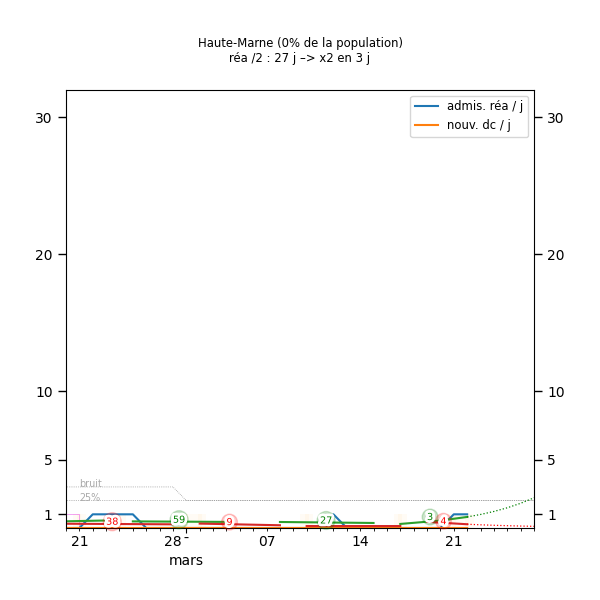 Haute-Marne (0% de la population)
réa /2 : 27 j –> x2 en 3 j
admis. réa / j
nouv. dc / j
30 30
20 20
10 10
5 5
1 1
bruit
25%
38 59 9 27 3 4
21 28 - 07 14 21
mars